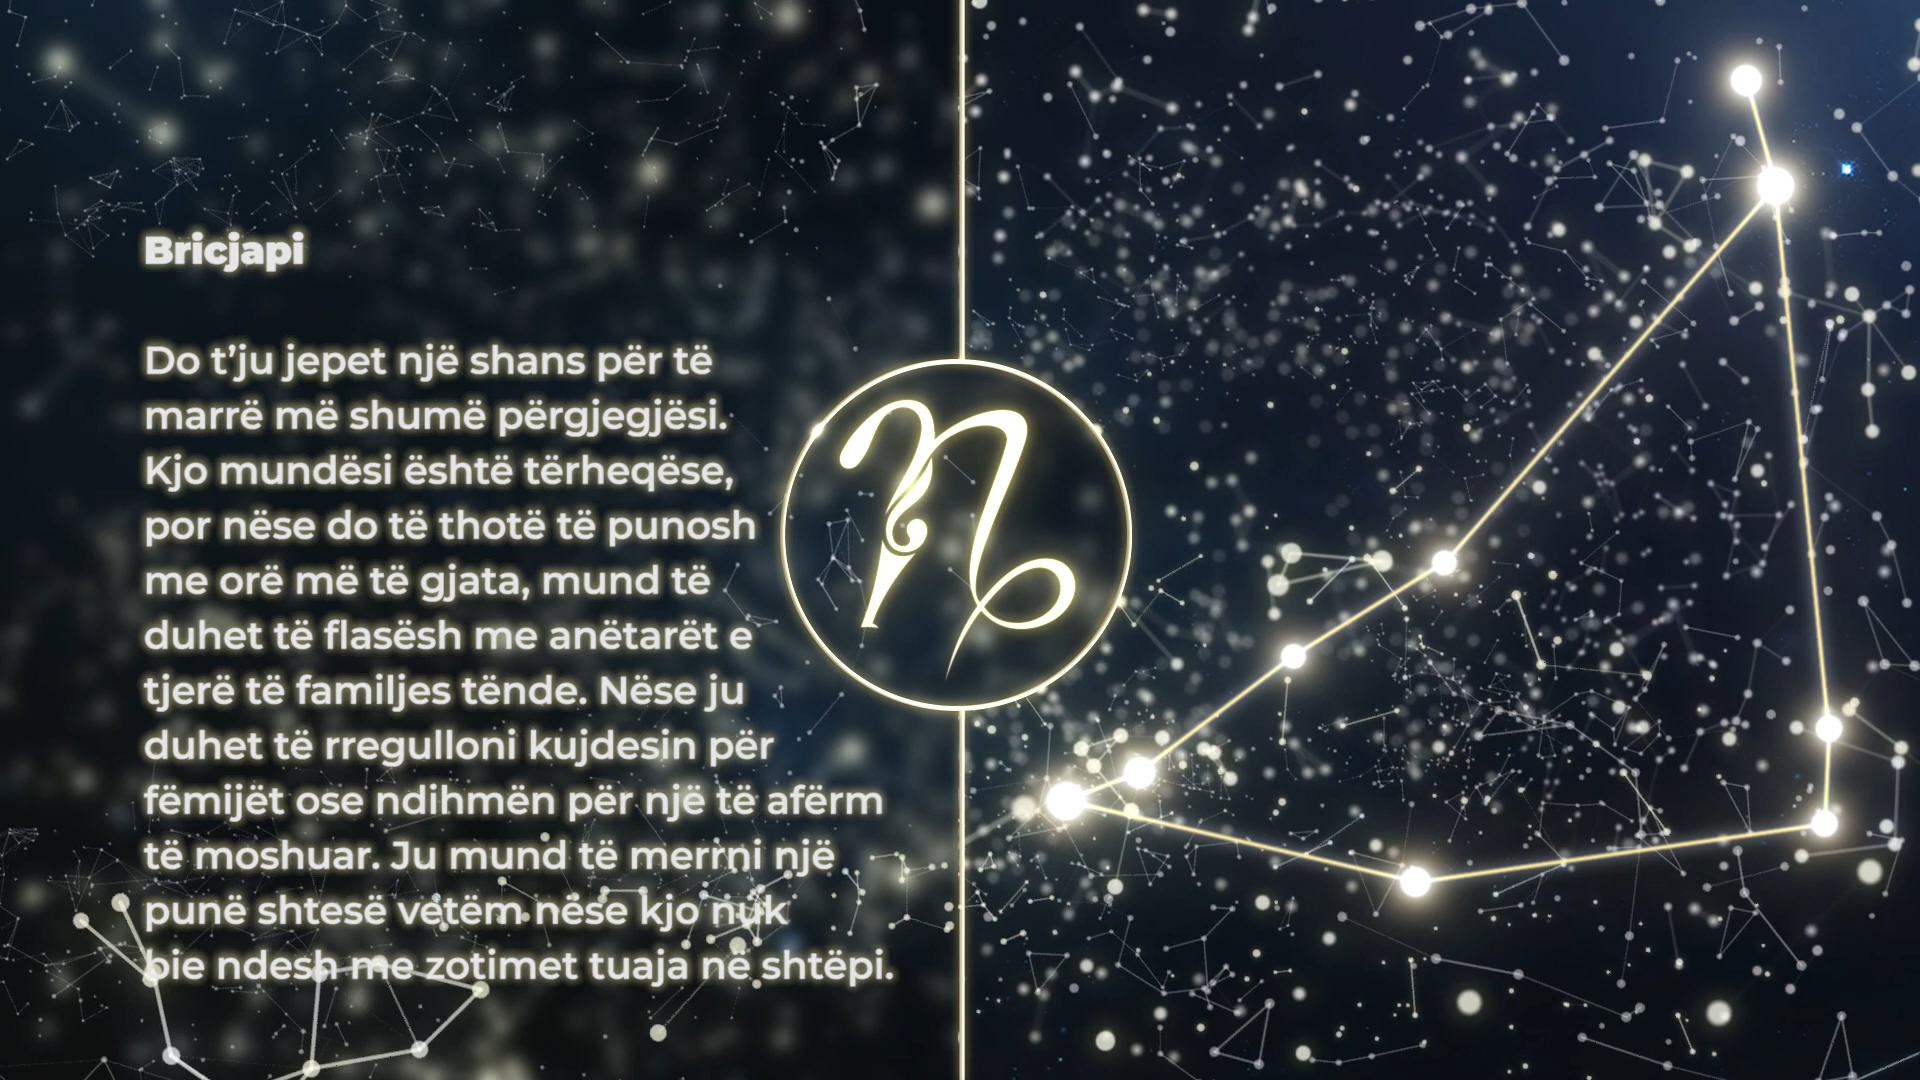 Bricjapi
Do t’ju jepet një shans për të
marrë më shumë përgjegjësi.
Kjo mundësi është tërheqëse,
por nëse do të thotë të punosh
me orë më të gjata, mund të
duhet të flasësh me anëtarët e
tjerë të familjes tënde. Nëse ju
duhet të rregulloni kujdesin për
fëmijët ose ndihmën për një të afërm
të moshuar. Ju mund të merrni një
punë shtesë vetëm nëse kjo nuk
bie ndesh me zotimet tuaja në shtëpi.